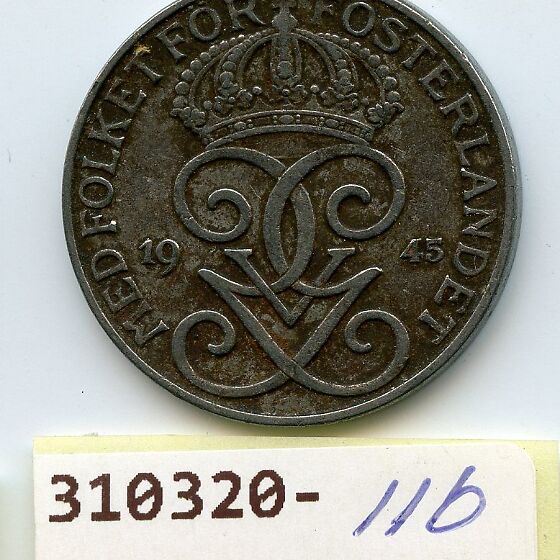 MED FOLKET FÖR FOSTERLANDET
19 45
310320- 116